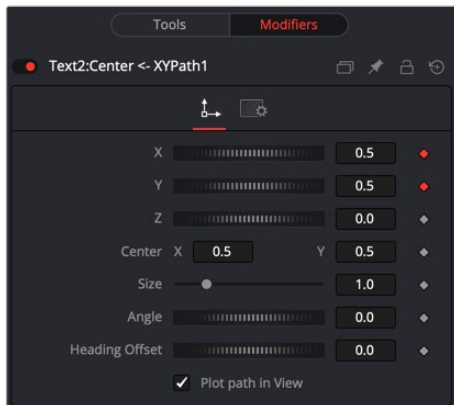 Tools Modifiers
Text2:Center <- XYPath1
X 0.5
Y 0.5
Z 0.0
Center X 0.5 Y 0.5
Size 1.0
Angle 0.0
Heading Offset 0.0
Plot path in View